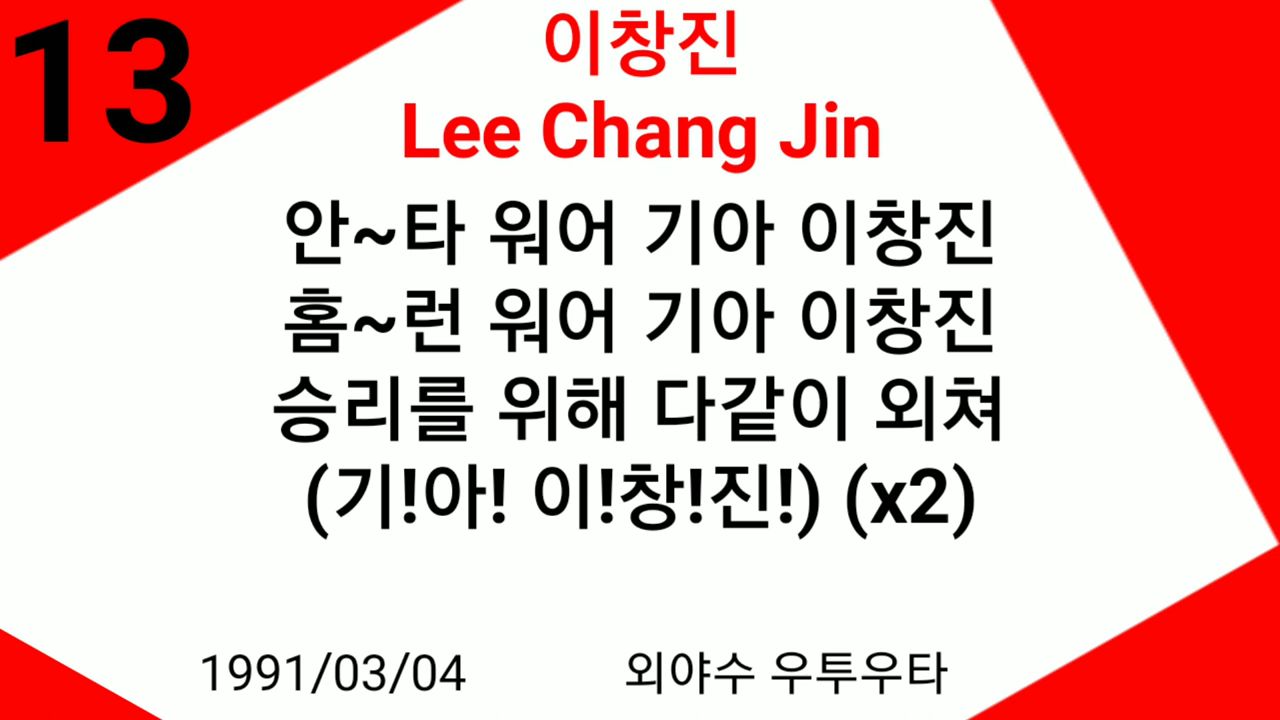 13
이창진
Lee Chang Jin
안~타 워어 기아 이창진
홈~런 워어 기아 이창진
승리를 위해 다같이 외쳐
(기!아! 이!창!진!) (x2)
1991/03/04 외야수 우투우타